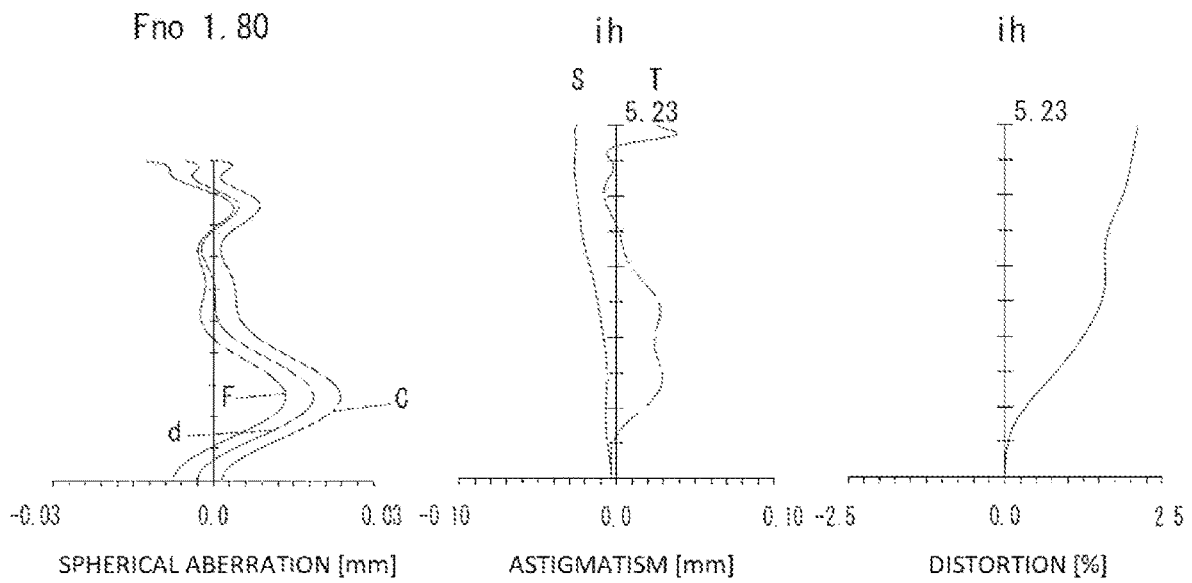 Fno 1.80
ih
ih
S T
5.23
5.23
F
C
d
-0.03 0.0 0.03
-0.10 0.0 0.10
-2.5 0.0 2.5
SPHERICAL ABERRATION [mm]
ASTIGMATISM [mm]
DISTORTION [%]